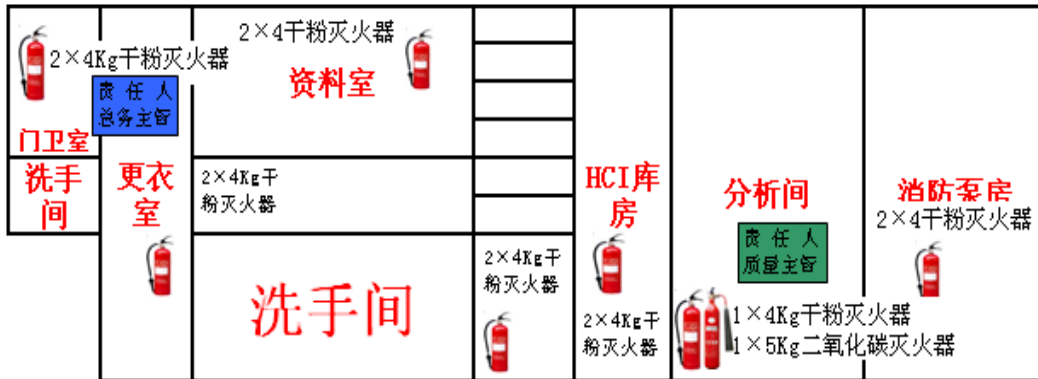 2×4Kg干粉灭火器
责 任 人
总务主管
门卫室
洗手
间
更衣
室
2×4干粉灭火器
资料室
2×4Kg干
粉灭火器
洗手间
2×4Kg干
粉灭火器
HCI库
房
2×4Kg干
粉灭火器
分析间
责 任 人
质量主管
1×4Kg干粉灭火器
1×5Kg二氧化碳灭火器
消防泵房
2×4干粉灭火器